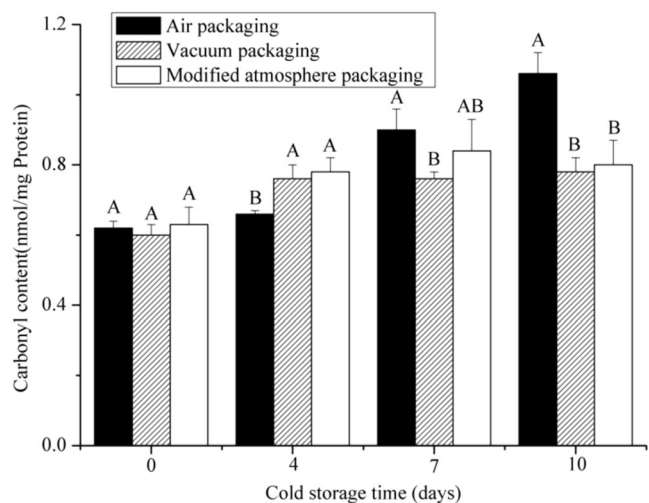 1.2
0.8
0.4
0.0
Carbonyl content(nmol/mg Protein)
Air packaging
Vacuum packaging
Modified atmosphere packaging
A A A
B A A
A B AB
A B B
0 4 7 10
Cold storage time (days)